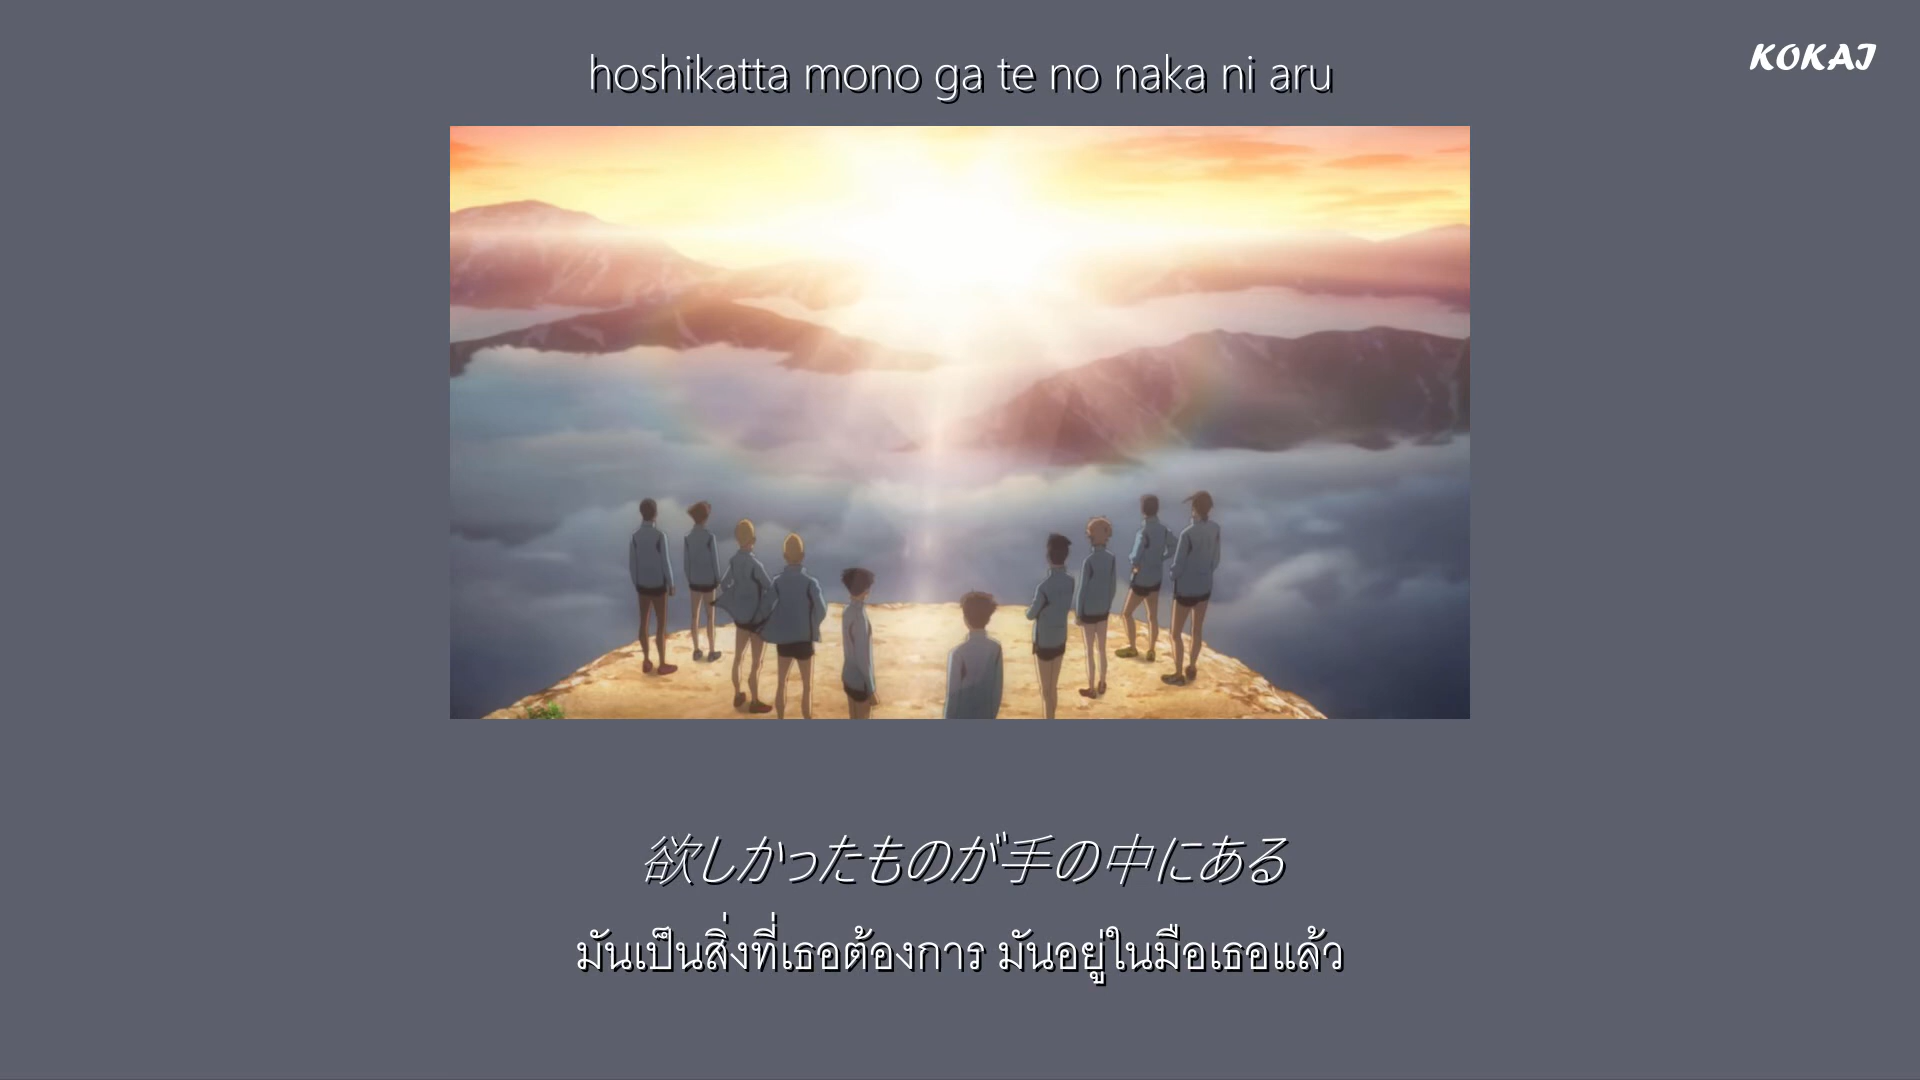 hoshikatta mono ga te no naka ni aru
KOKAJ
欲しかったものが手の中にある
มันเป็นสิ่งที่เธอต้องการ มันอยู่ในมือเธอแล้ว